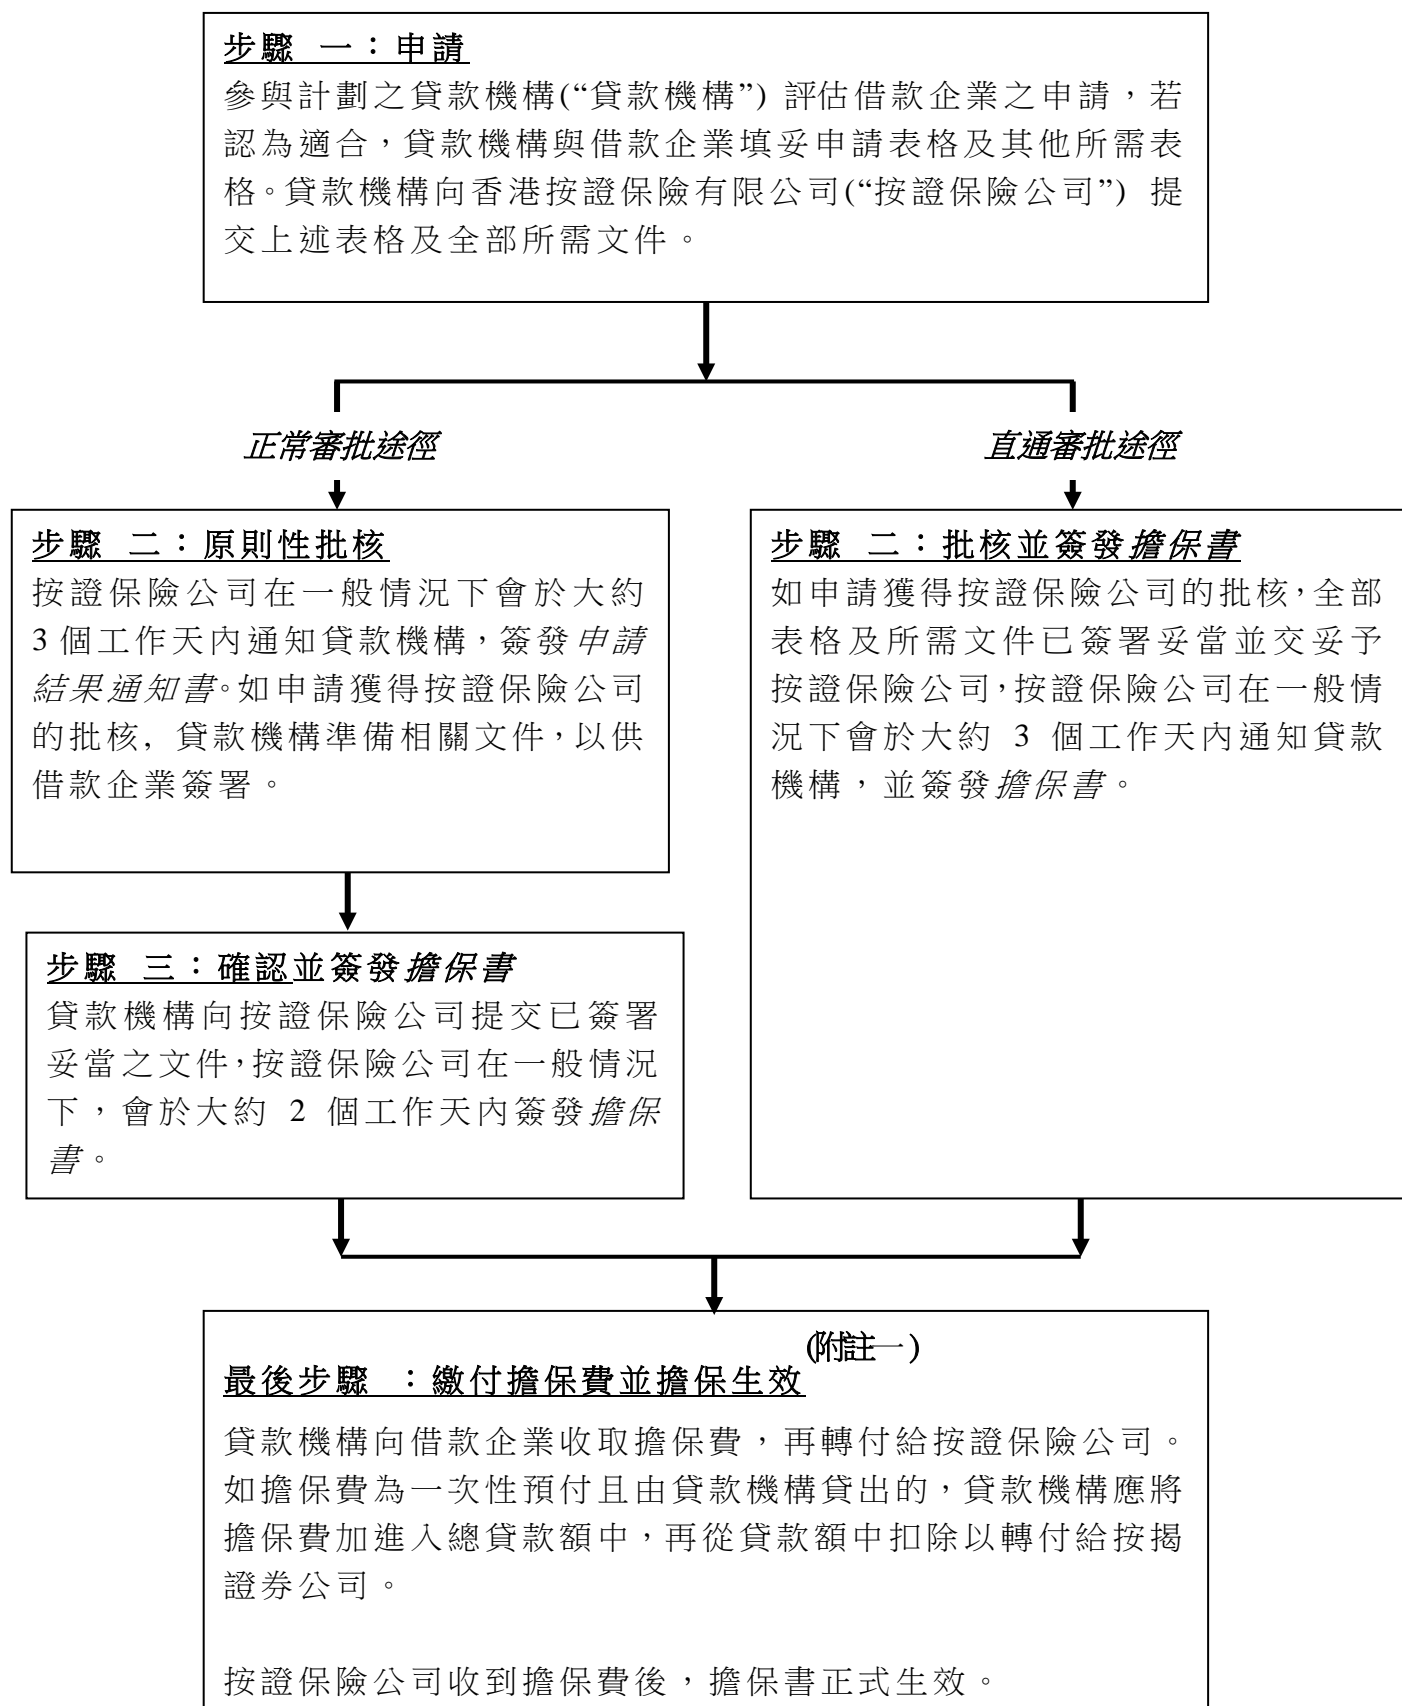 步驟 一：申請
參與計劃之貸款機構(“貸款機構”) 評估借款企業之申請，若
認為適合，貸款機構與借款企業填妥申請表格及其他所需表
格。貸款機構向香港按證保險有限公司(“按證保險公司”) 提
交上述表格及全部所需文件。
正常審批途徑
直通審批途徑
步驟 二：原則性批核
按證保險公司在一般情況下會於大約
3 個工作天內通知貸款機構，簽發申請
結果通知書。如申請獲得按證保險公司
的批核, 貸款機構準備相關文件，以供
借款企業簽署。
步驟 三：確認並簽發擔保書
貸款機構向按證保險公司提交已簽署
妥當之文件，按證保險公司在一般情況
下，會於大約 2 個工作天內簽發擔保
書。
步驟 二：批核並簽發擔保書
如申請獲得按證保險公司的批核，全部
表格及所需文件已簽署妥當並交妥予
按證保險公司，按證保險公司在一般情
況下會於大約 3 個工作天內通知貸款
機構，並簽發擔保書。
(附註一)
最後步驟 ：繳付擔保費並擔保生效
貸款機構向借款企業收取擔保費，再轉付給按證保險公司。
如擔保費為一次性預付且由貸款機構貸出的，貸款機構應將
擔保費加進入總貸款額中，再從貸款額中扣除以轉付給按揭
證券公司。
按證保險公司收到擔保費後，擔保書正式生效。